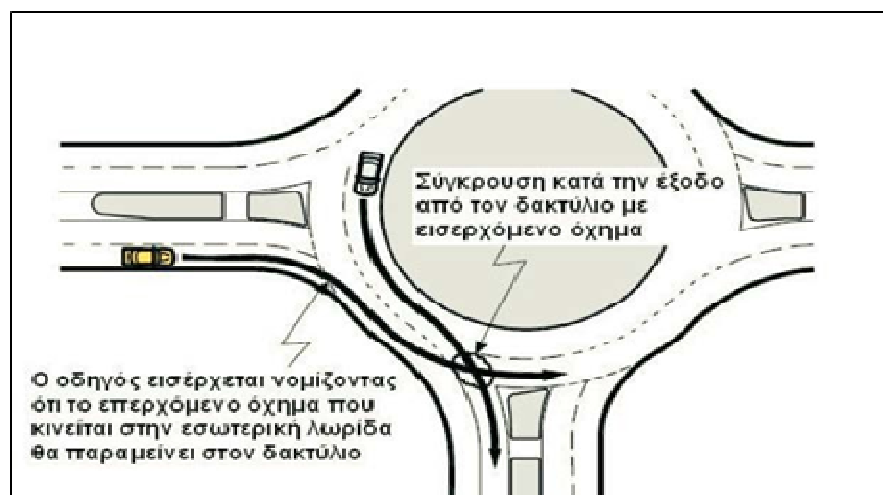 Σύγκρουση κατά την έξοδο
από τον δακτύλιο με
εισερχόμενο όχημα
Ο οδηγός εισέρχεται νομίζοντας
ότι το επερχόμενο όχημα που
κινείται στην εσωτερική λωρίδα
θα παραμείνει στον δακτύλιο